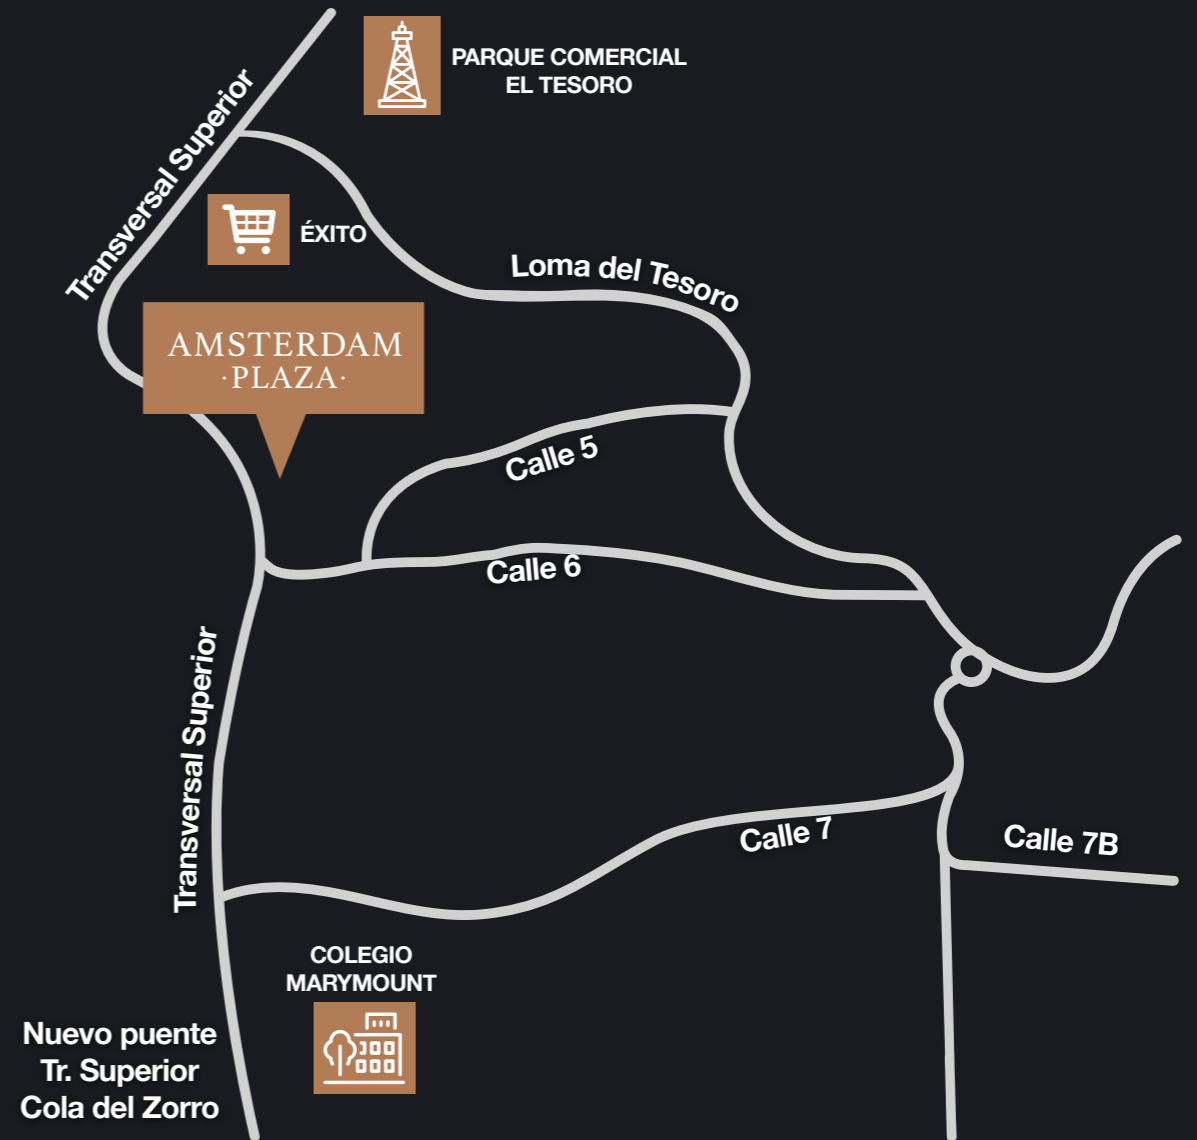 PARQUE COMERCIAL
EL TESORO
Transversal Superior
ÉXITO
Loma del Tesoro
AMSTERDAM
·PLAZA·
Calle 5
Calle 6
Transversal Superior
Calle 7
Calle 7B
COLEGIO
MARYMOUNT
Nuevo puente
Tr. Superior
Cola del Zorro